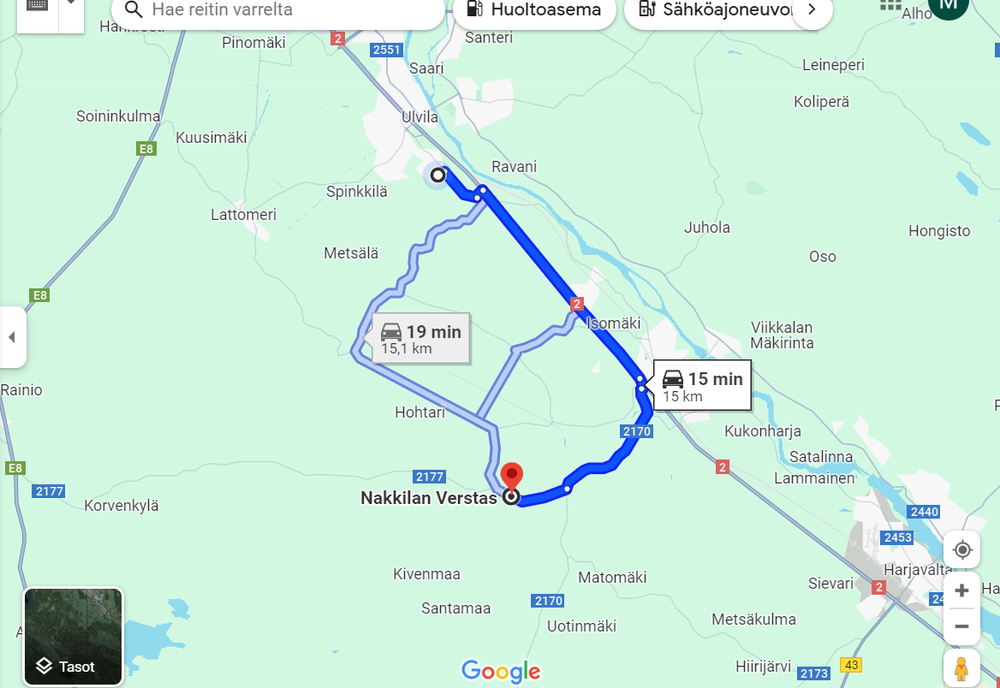 Hae reitin varrelta
Huoltoasema
Sähköajoneuvo
Alho
M
Pinomäki
2
2551
Santeri
Saari
Leineperi
Koliperä
Soininkulma
Ulvila
Kuusimäki
E8
Ravani
Spinkkilä
Lattomeri
Juhola
Hongisto
Metsälä
Oso
E8
2
Isomäki
Viikkalan
Mäkirinta
19 min
15,1 km
15 min
15 km
Rainio
Hohtari
2170
Kukonharja
Satalinna
Lammainen
2
E8
2177
2177
Korvenkylä
Nakkilan Verstas
2440
2453
Harjavalta
Kivenmaa
Matomäki
Sievari
2
Ha
24
2170
Santamaa
Uotinmäki
Metsäkulma
Tasot
Google
Hiirijärvi
2173
43